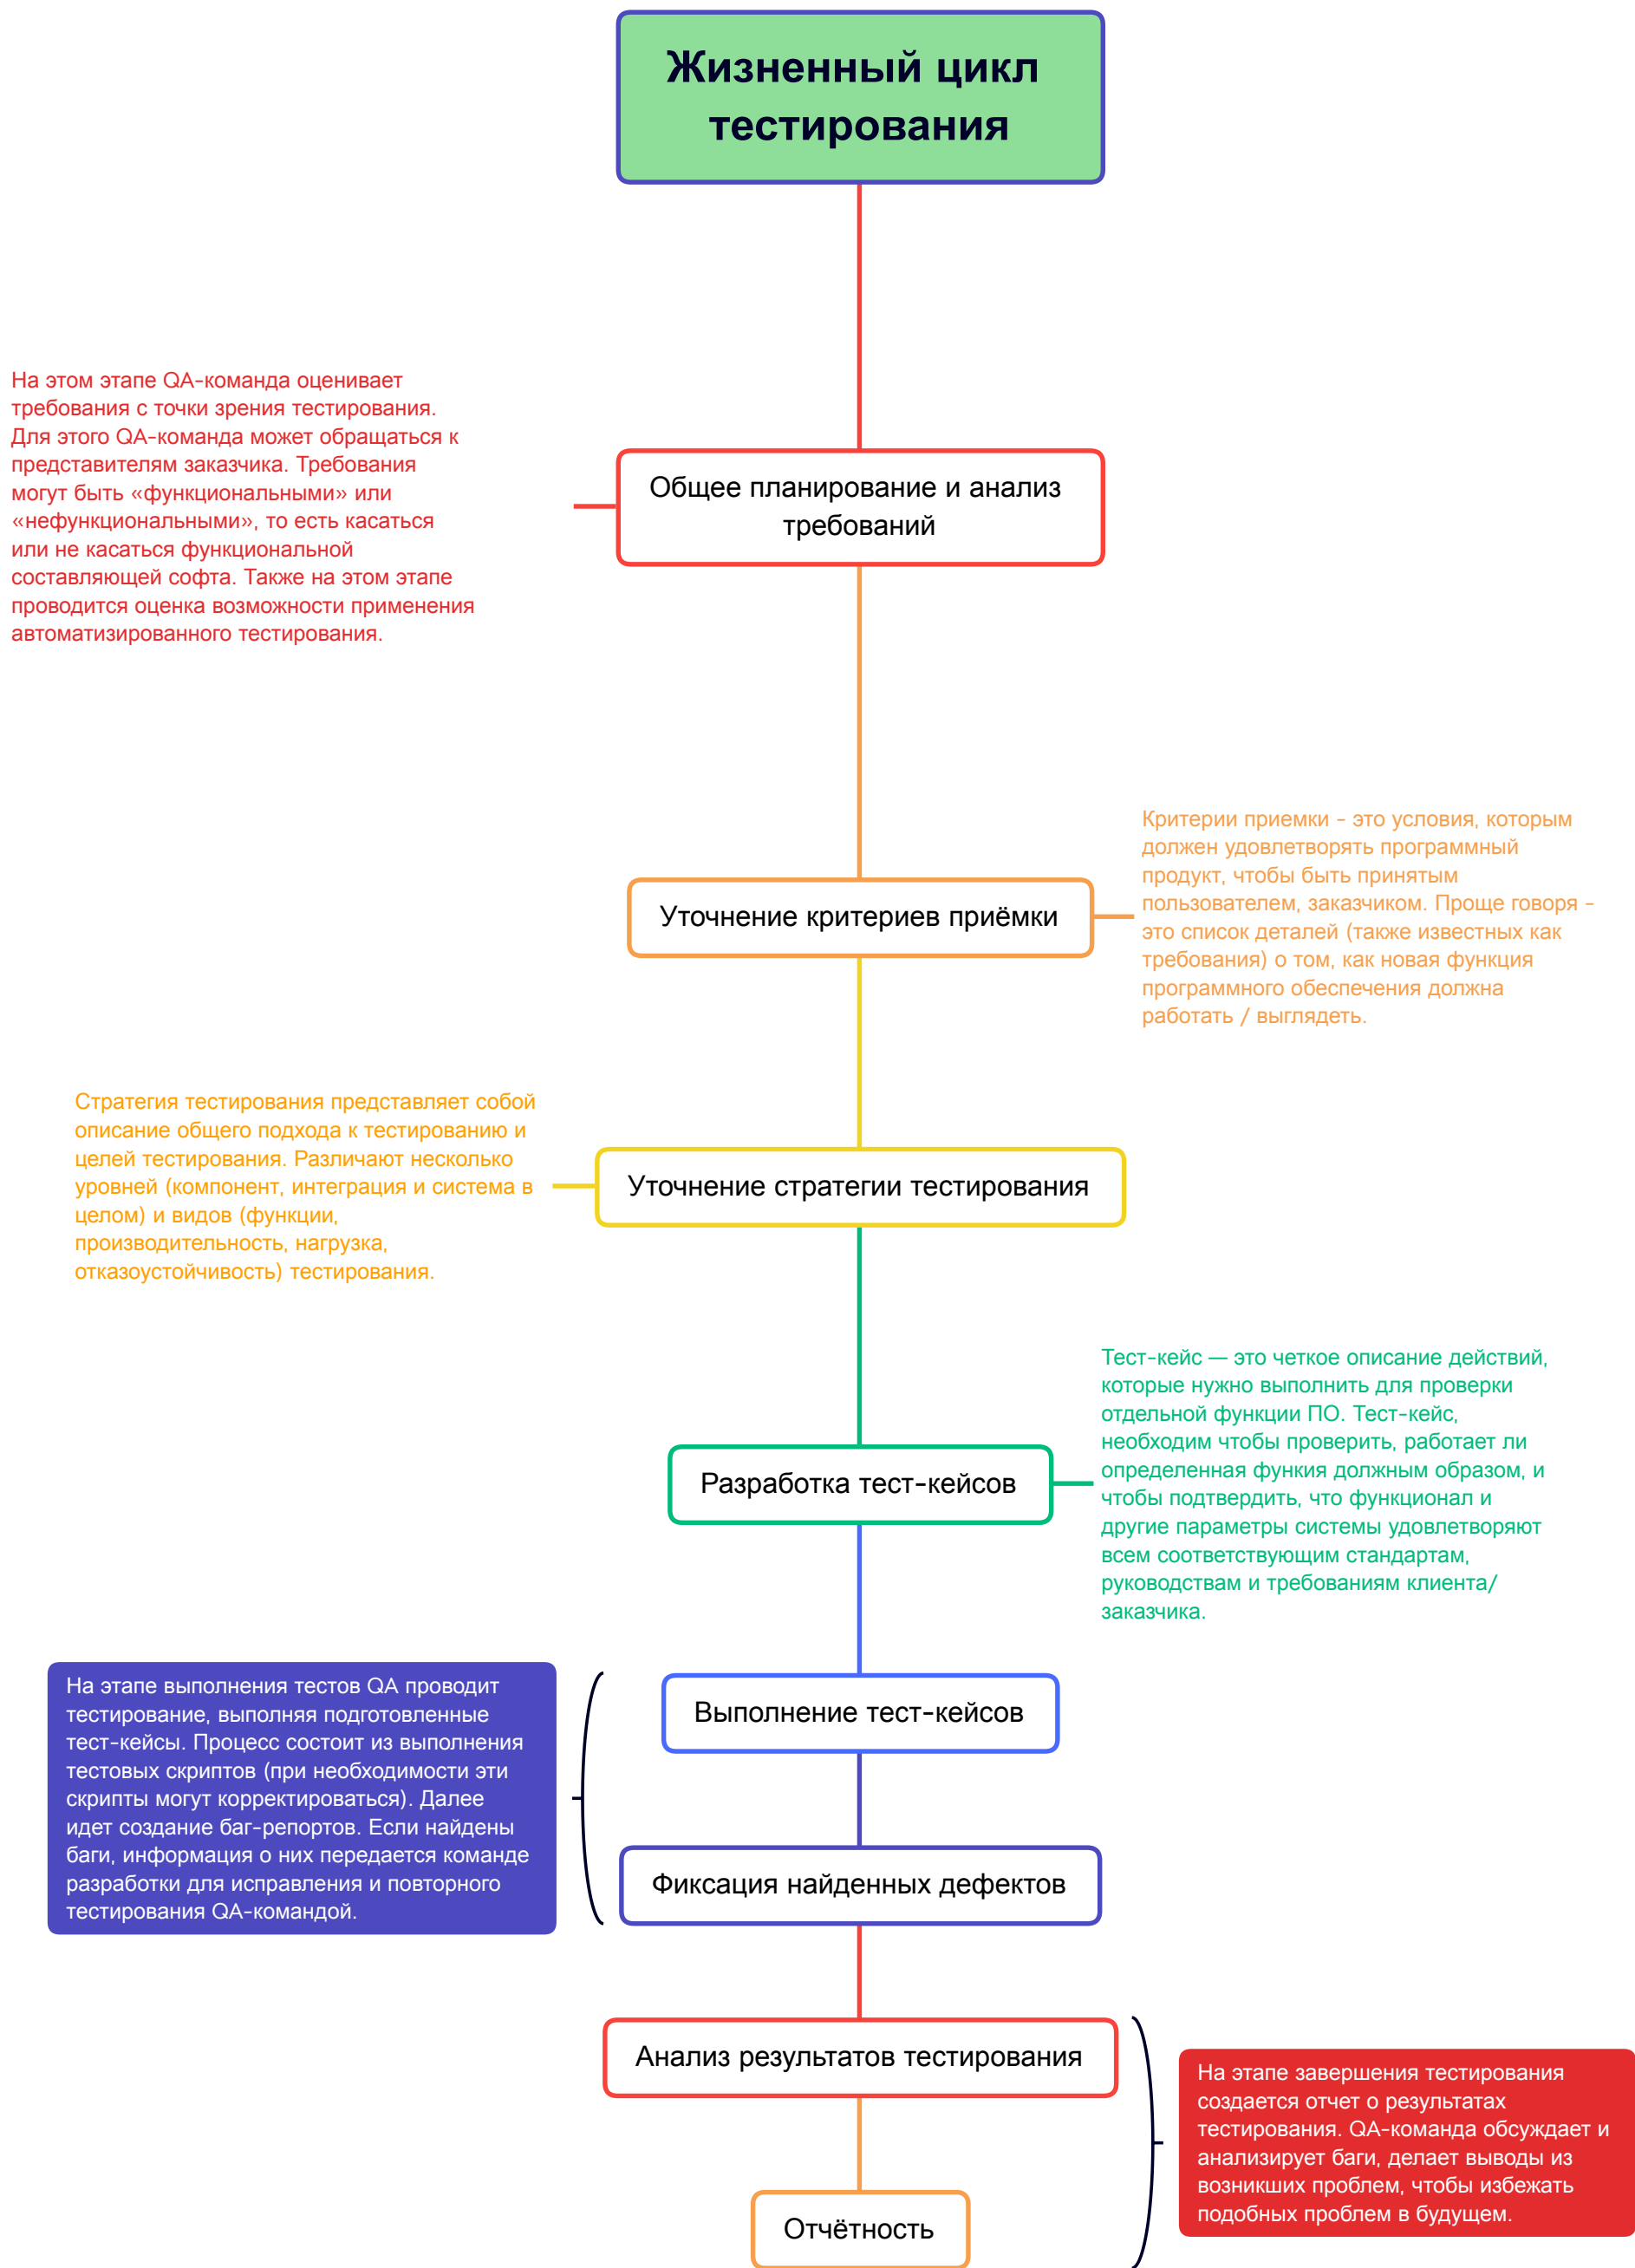 Жизненный цикл
тестирования
На этом этапе QA-команда оценивает
требования с точки зрения тестирования.
Для этого QA-команда может обращаться к
представителям заказчика. Требования
могут быть «функциональными» или
«нефункциональными», то есть касаться
или не касаться функциональной
составляющей софта. Также на этом этапе
проводится оценка возможности применения
автоматизированного тестирования.
Общее планирование и анализ
требований
Критерии приемки - это условия, которым
должен удовлетворять программный
продукт, чтобы быть принятым
пользователем, заказчиком. Проще говоря -
это список деталей (также известных как
требования) о том, как новая функция
программного обеспечения должна
работать / выглядеть.
Уточнение критериев приёмки
Стратегия тестирования представляет собой
описание общего подхода к тестированию и
целей тестирования. Различают несколько
уровней (компонент, интеграция и система в
целом) и видов (функции,
производительность, нагрузка,
отказоустойчивость) тестирования.
Уточнение стратегии тестирования
Тест-кейс — это четкое описание действий,
которые нужно выполнить для проверки
отдельной функции ПО. Тест-кейс,
необходим чтобы проверить, работает ли
определенная функия должным образом, и
чтобы подтвердить, что функционал и
другие параметры системы удовлетворяют
всем соответствующим стандартам,
руководствам и требованиям клиента/
заказчика.
Разработка тест-кейсов
На этапе выполнения тестов QA проводит
тестирование, выполняя подготовленные
тест-кейсы. Процесс состоит из выполнения
тестовых скриптов (при необходимости эти
скрипты могут корректироваться). Далее
идет создание баг-репортов. Если найдены
баги, информация о них передается команде
разработки для исправления и повторного
тестирования QA-командой.
Выполнение тест-кейсов
Фиксация найденных дефектов
Анализ результатов тестирования
На этапе завершения тестирования
создается отчет о результатах
тестирования. QA-команда обсуждает и
анализирует баги, делает выводы из
возникших проблем, чтобы избежать
подобных проблем в будущем.
Отчётность